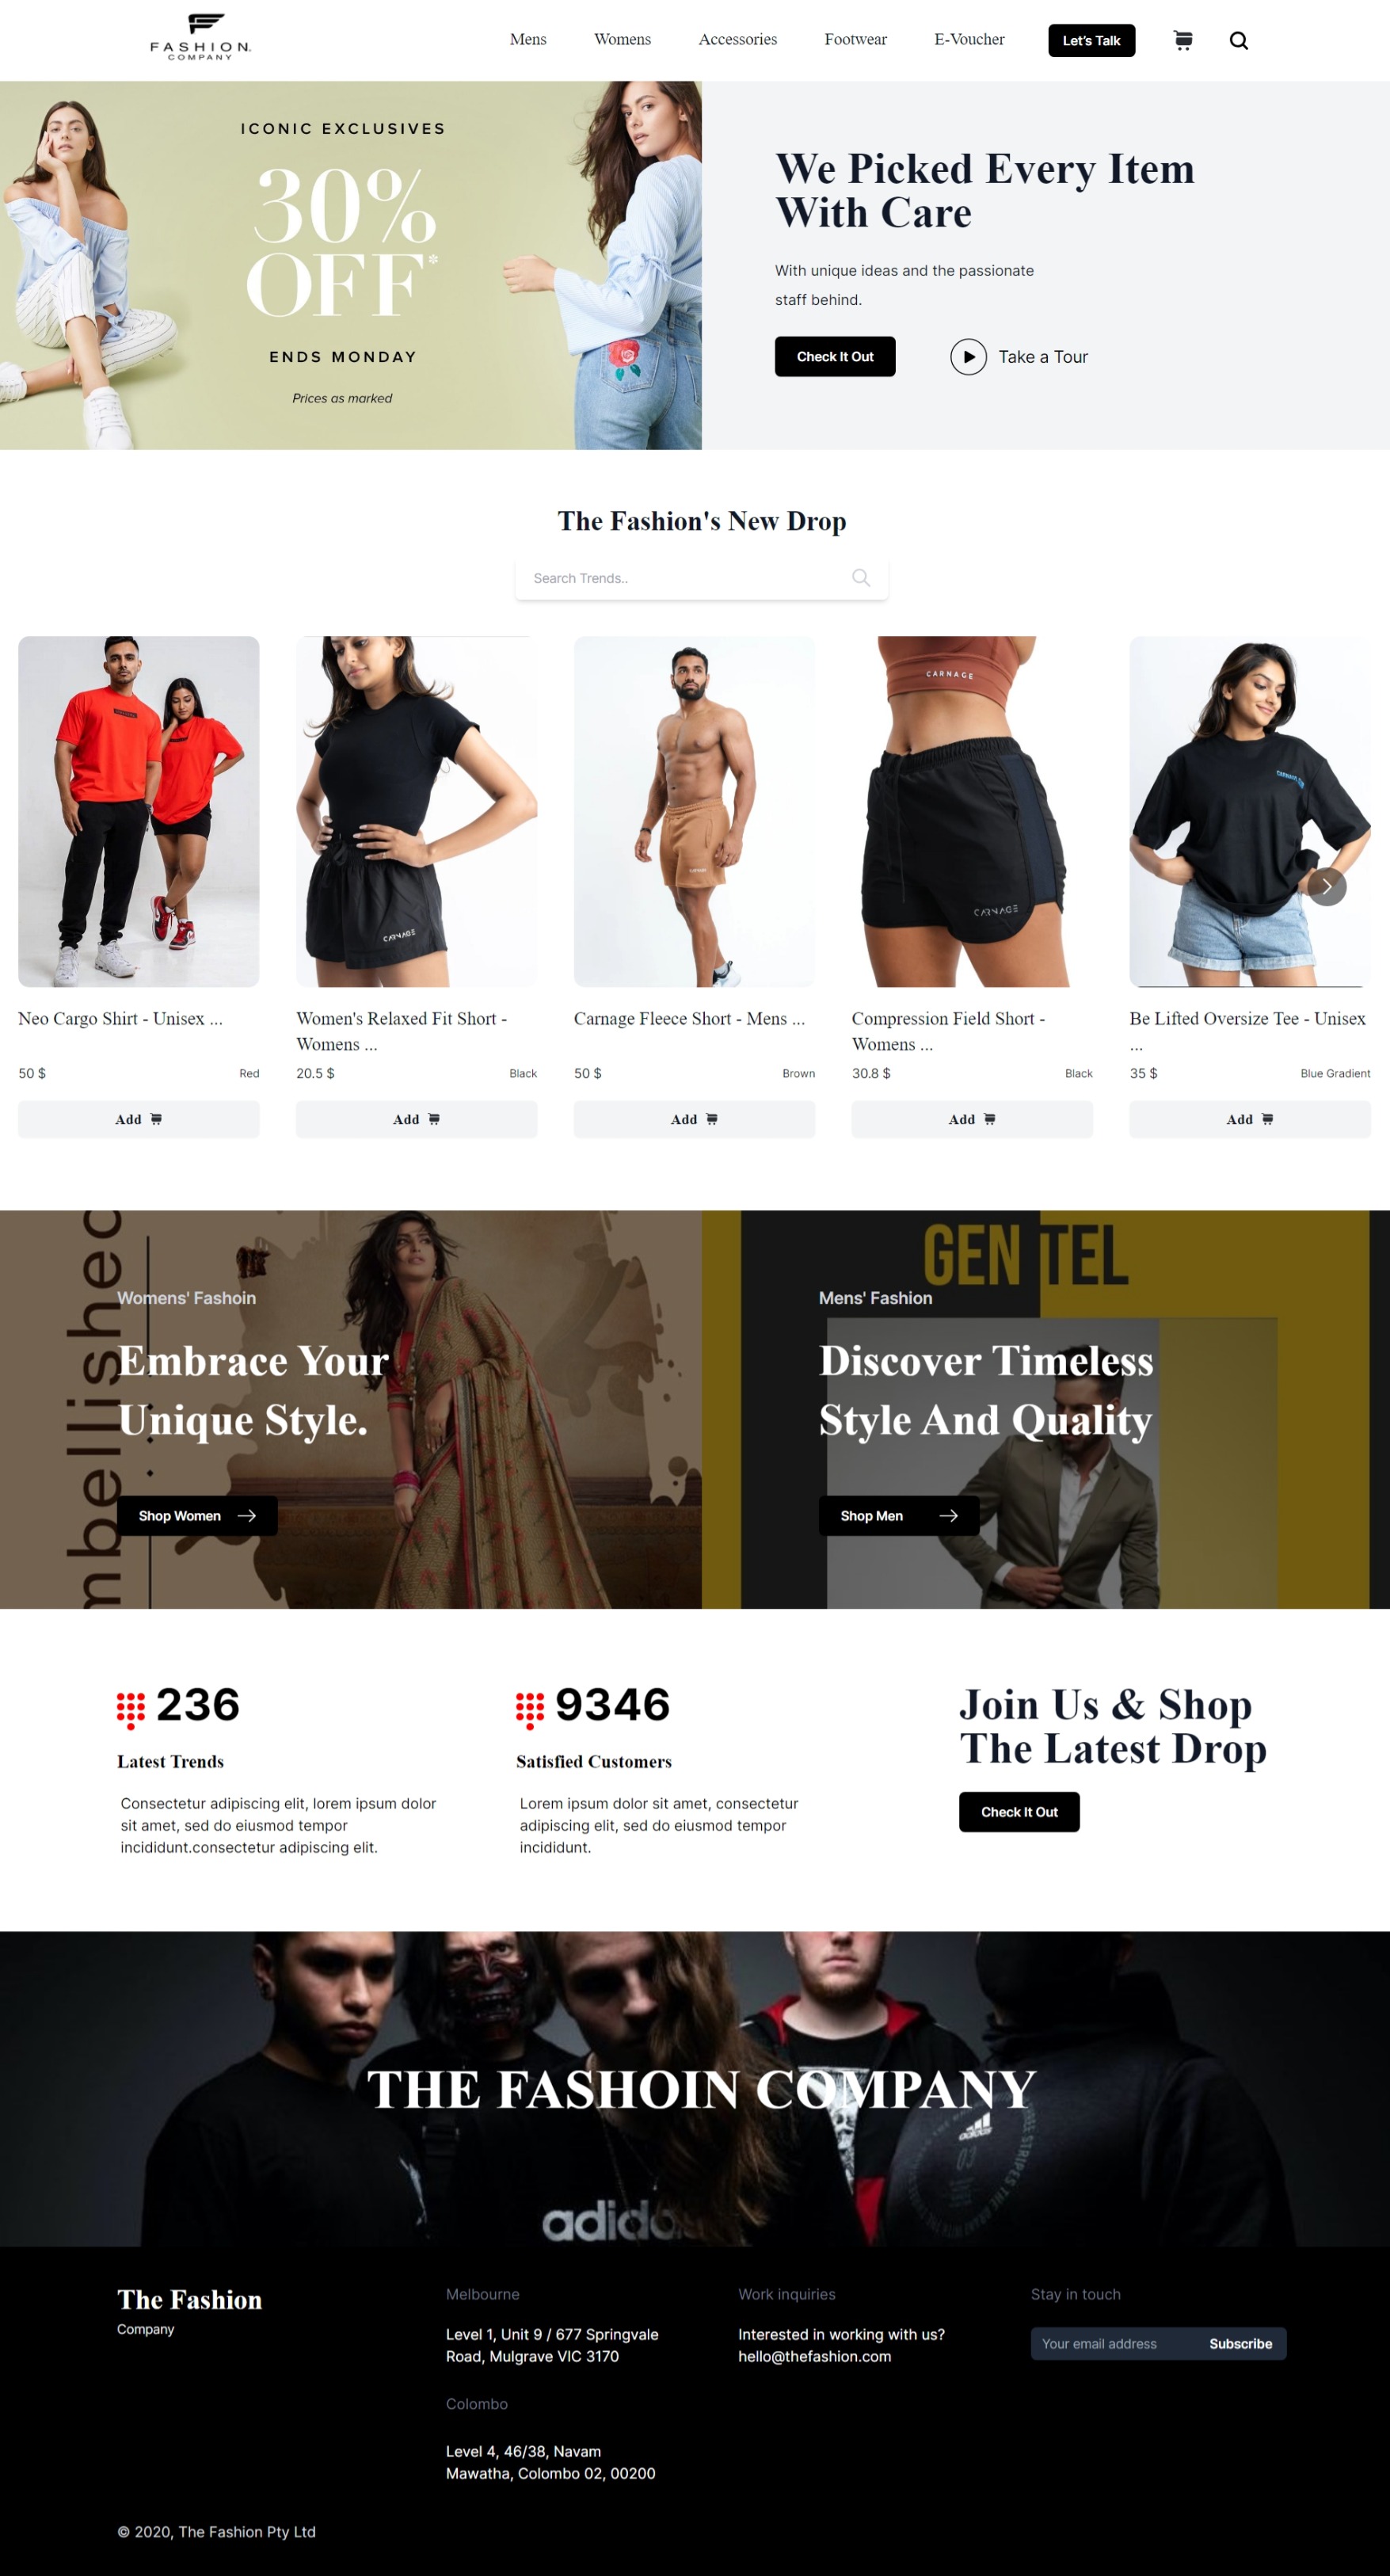 FASHION
COMPANY
Mens
Womens
Accessories
Footwear
E-Voucher
Let's Talk
ICONIC EXCLUSIVES
30%
OFF*
ENDS MONDAY
Prices as marked
We Picked Every Item
With Care
With unique ideas and the passionate
staff behind.
Check It Out
Take a Tour
The Fashion's New Drop
Search Trends..
CARNAGE
CARNAGE
CARNAGE
Neo Cargo Shirt - Unisex ...
50 $
Red
Add
Women's Relaxed Fit Short -
Womens ...
20.5 $
Black
Add
Carnage Fleece Short - Mens ...
50 $
Brown
Add
Compression Field Short -
Womens ...
30.8 $
Black
Add
Be Lifted Oversize Tee - Unisex
...
35 $
Blue Gradient
Add
mbellished
Womens' Fashoin
Embrace Your
Unique Style.
Shop Women
GENTEL
Mens' Fashion
Discover Timeless
Style And Quality
Shop Men
236
Latest Trends
Consectetur adipiscing elit, lorem ipsum dolor
sit amet, sed do eiusmod tempor
incididunt.consectetur adipiscing elit.
9346
Satisfied Customers
Lorem ipsum dolor sit amet, consectetur
adipiscing elit, sed do eiusmod tempor
incididunt.
Join Us & Shop
The Latest Drop
Check It Out
THE FASHOIN COMPANY
adidas
03
adidas
The Fashion
Company
Melbourne
Level 1, Unit 9 / 677 Springvale
Road, Mulgrave VIC 3170
Colombo
Level 4, 46/38, Navam
Mawatha, Colombo 02, 00200
Work inquiries
Interested in working with us?
hello@thefashion.com
Stay in touch
Your email address
Subscribe
© 2020, The Fashion Pty Ltd